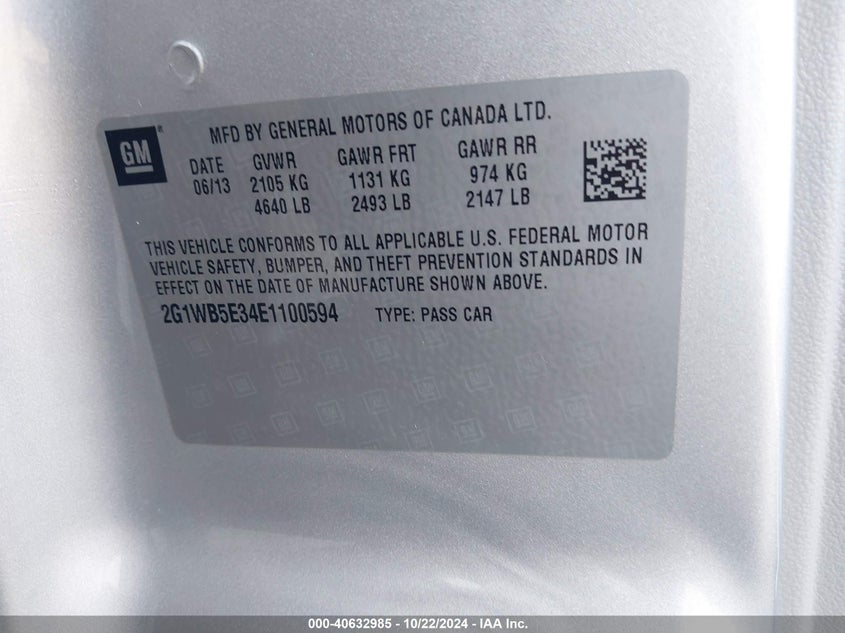 GM
MFD BY GENERAL MOTORS OF CANADA LTD.
DATE GVWR GAWR FRT GAWR RR
06/13 2105 KG 1131 KG 974 KG
4640 LB 2493 LB 2147 LB
THIS VEHICLE CONFORMS TO ALL APPLICABLE U.S. FEDERAL MOTOR
VEHICLE SAFETY, BUMPER, AND THEFT PREVENTION STANDARDS IN
EFFECT ON THE DATE OF MANUFACTURE SHOWN ABOVE.
2G1WB5E34E1100594 TYPE: PASS CAR
000-40632985 - 10/22/2024 - IAA Inc.